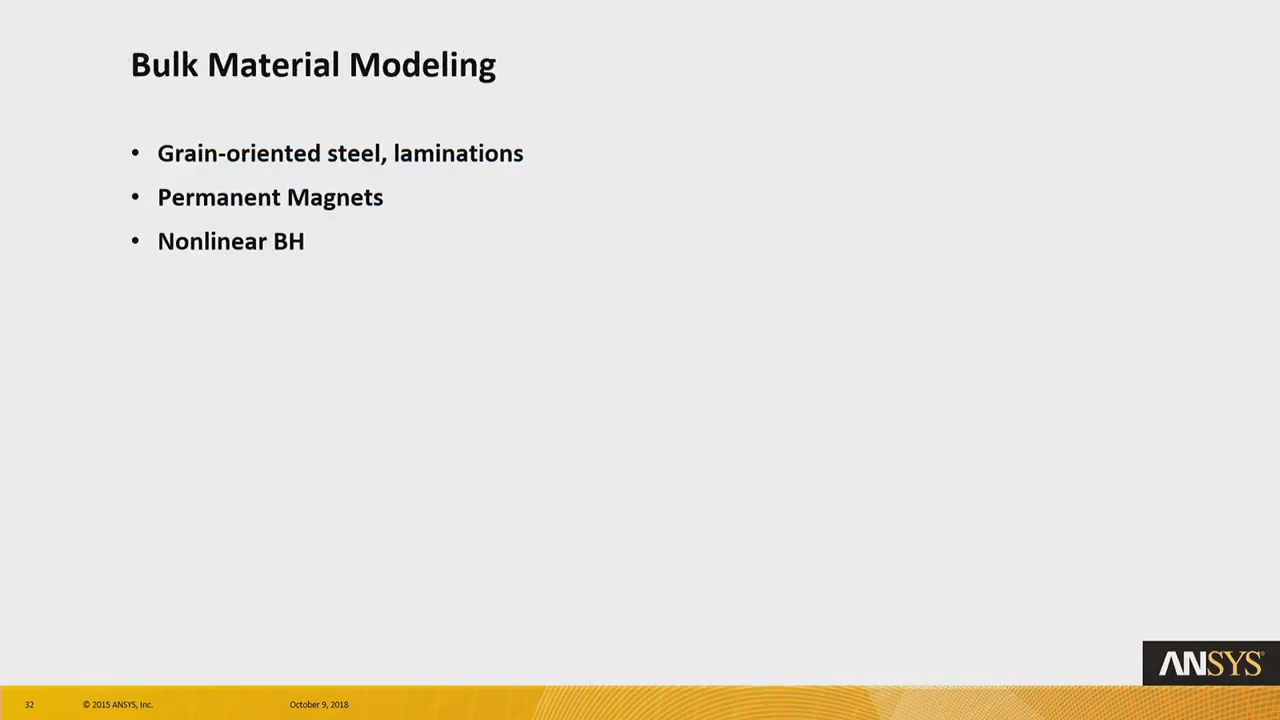 Bulk Material Modeling
• Grain-oriented steel, laminations
• Permanent Magnets
• Nonlinear BH
ANSYS®
32 © 2015 ANSYS, Inc. October 9, 2018